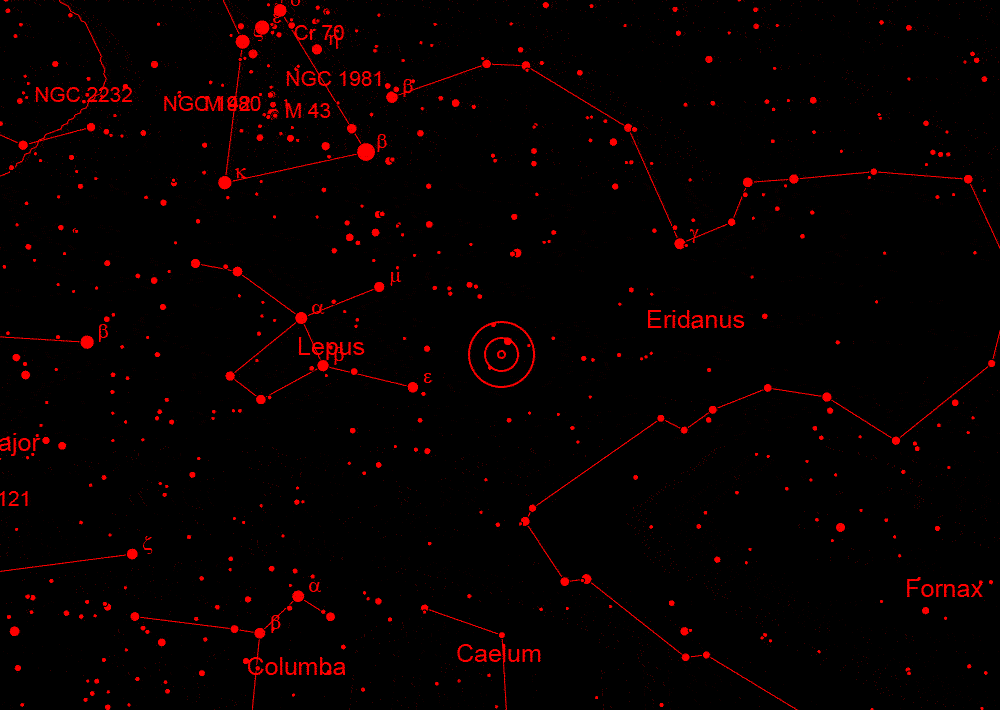 δ
ε
ζ
Cr 70
η
NGC 1981
β
NGC 2232
M 43
β
κ
γ
μ
α
Eridanus
β
Lepus
β
ε
ajor
121
ζ
α
Fornax
β
Caelum
Columba